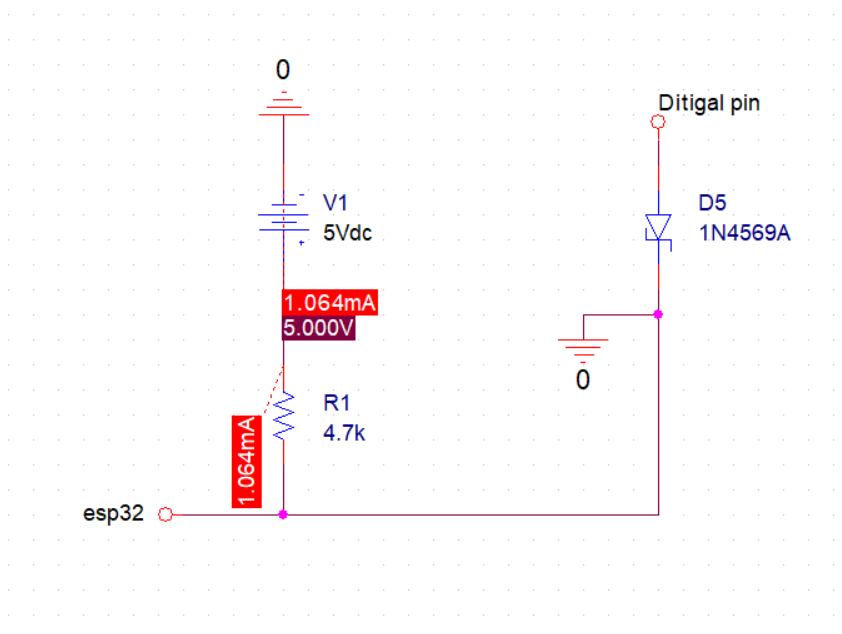 0
Ditigal pin
V1
5Vdc
D5
1N4569A
1.064mA
5.000V
0
R1
4.7k
1.064mA
esp32